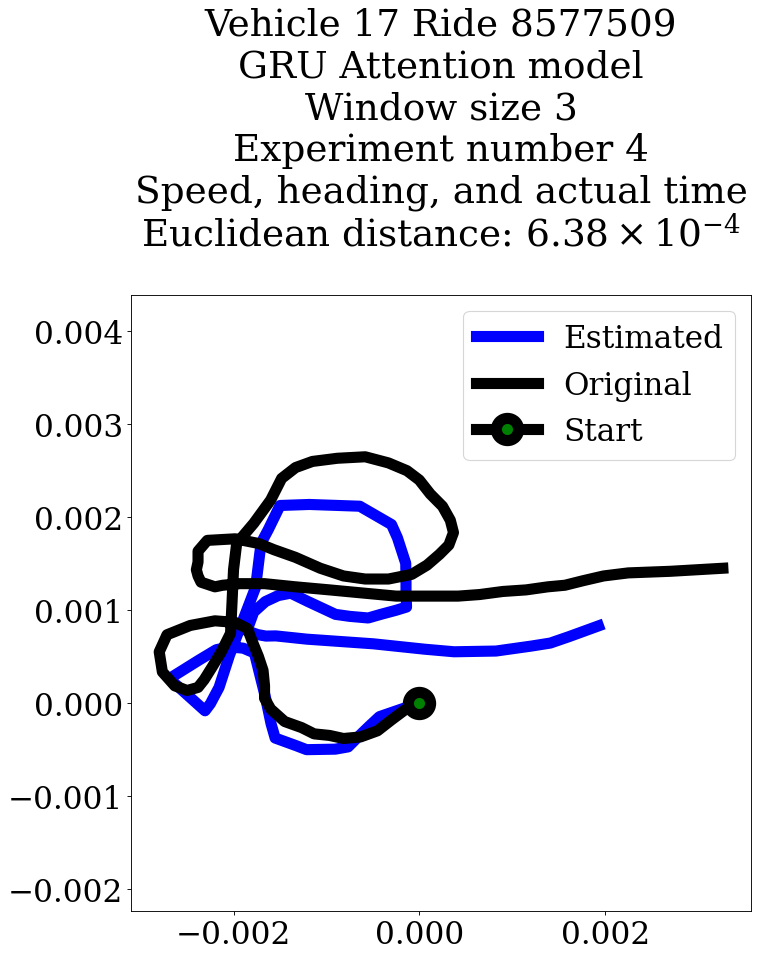 Vehicle 17 Ride 8577509
GRU Attention model
Window size 3
Experiment number 4
Speed, heading, and actual time
Euclidean distance: 6.38 × 10⁻⁴
Estimated
Original
Start
0.004
0.003
0.002
0.001
0.000
−0.001
−0.002
−0.002 0.000 0.002